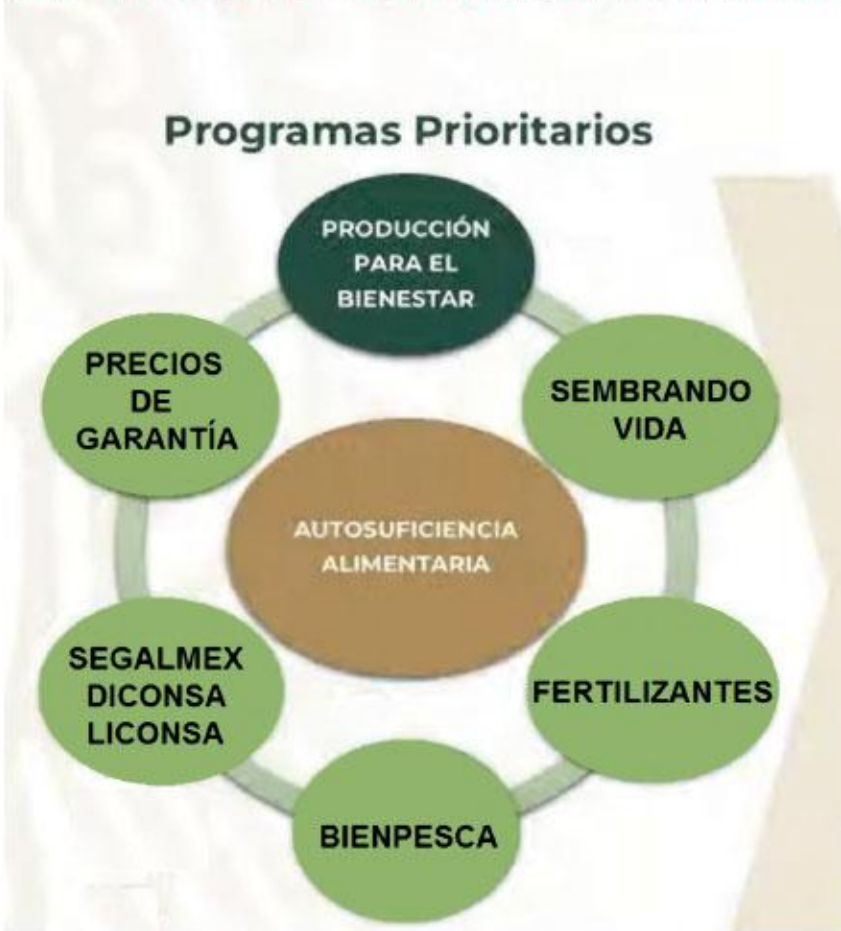 Programas Prioritarios
PRODUCCIÓN
PARA EL
BIENESTAR
PRECIOS
DE
GARANTÍA
SEMBRANDO
VIDA
AUTOSUFICIENCIA
ALIMENTARIA
SEGALMEX
DICONSA
LICONSA
FERTILIZANTES
BIENPESCA